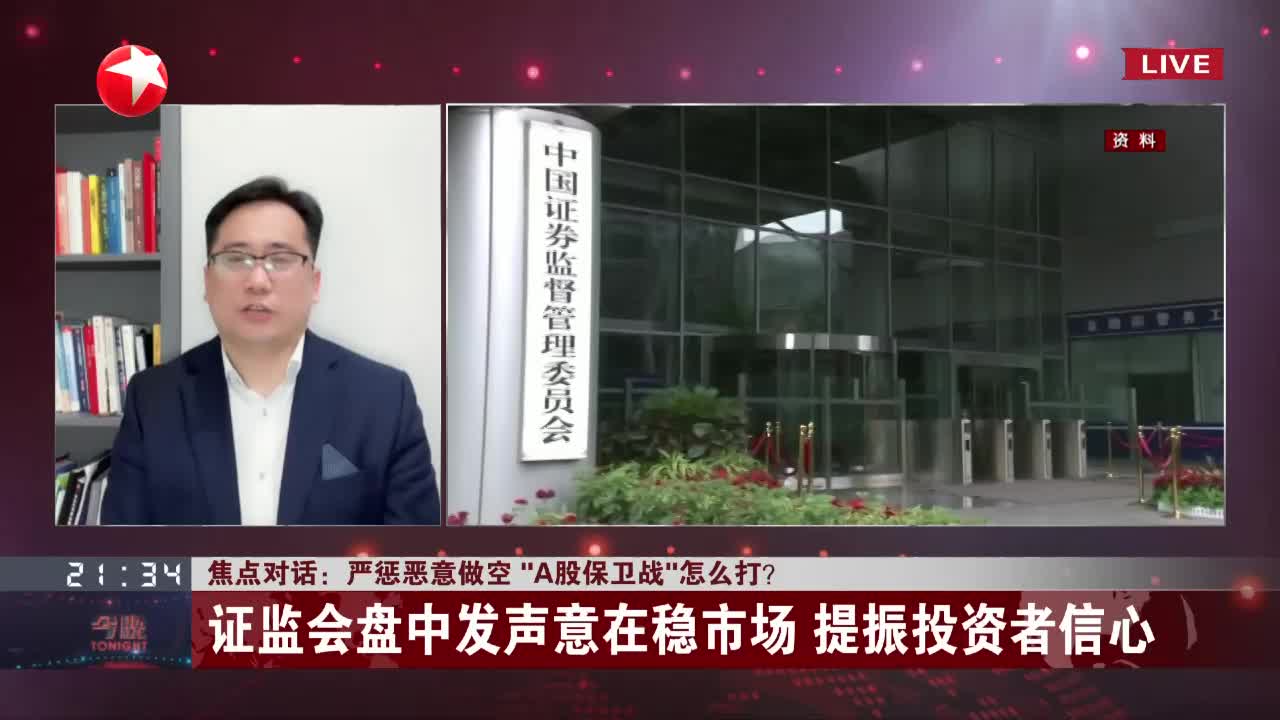 LIVE
资料
中国证券监督管理委员会
21:34
焦点对话：严惩恶意做空 "A股保卫战"怎么打?
今晚
TONIGHT
证监会盘中发声意在稳市场 提振投资者信心